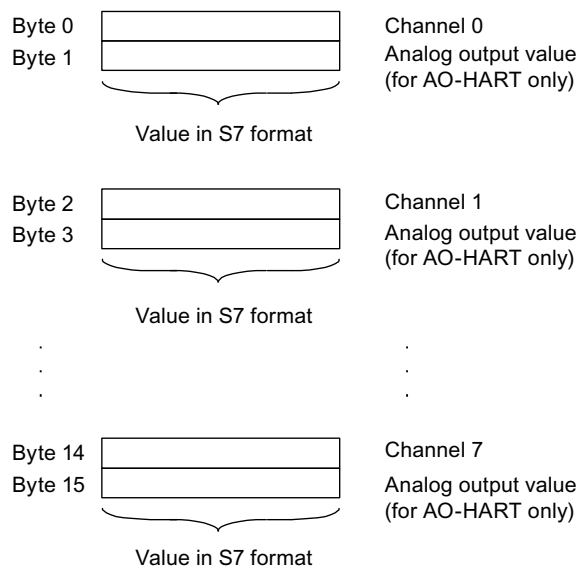 Byte 0 Channel 0
Byte 1 Analog output value
(for AO-HART only)
Value in S7 format
Byte 2 Channel 1
Byte 3 Analog output value
(for AO-HART only)
Value in S7 format
. .
. .
. .
Byte 14 Channel 7
Byte 15 Analog output value
(for AO-HART only)
Value in S7 format